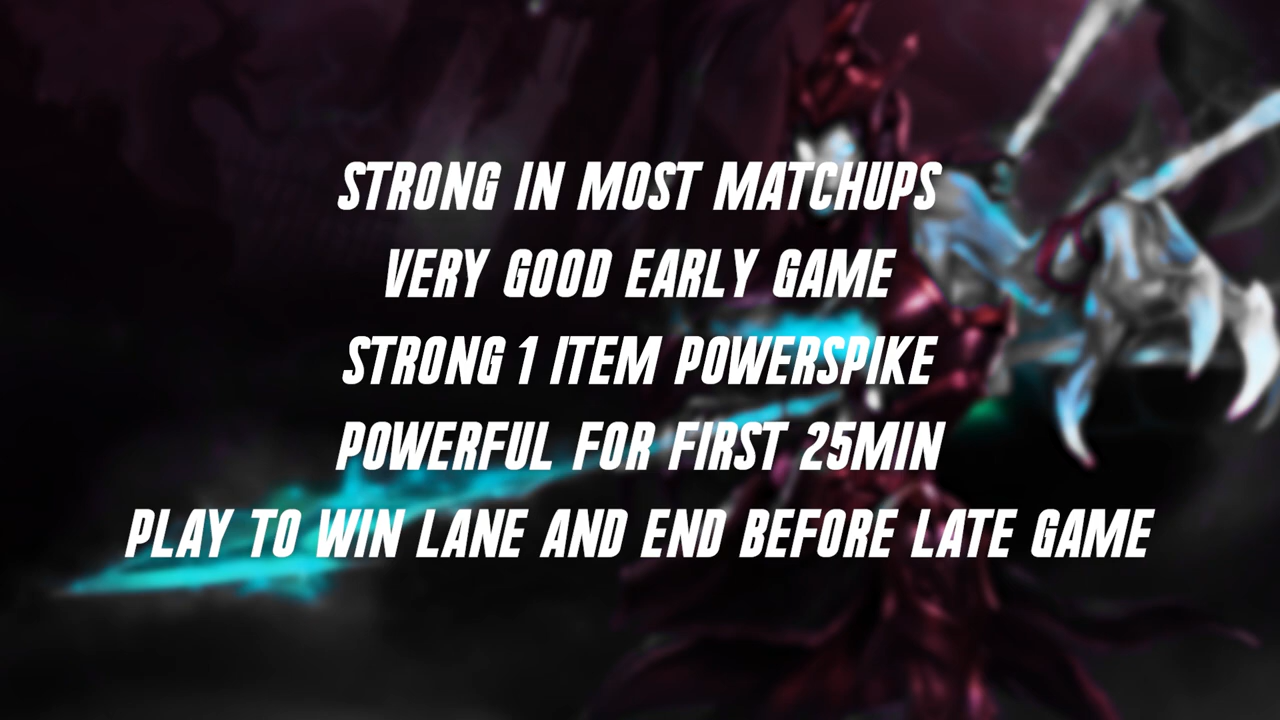 STRONG IN MOST MATCHUPS
VERY GOOD EARLY GAME
STRONG 1 ITEM POWERSPIKE
POWERFUL FOR FIRST 25MIN
PLAY TO WIN LANE AND END BEFORE LATE GAME